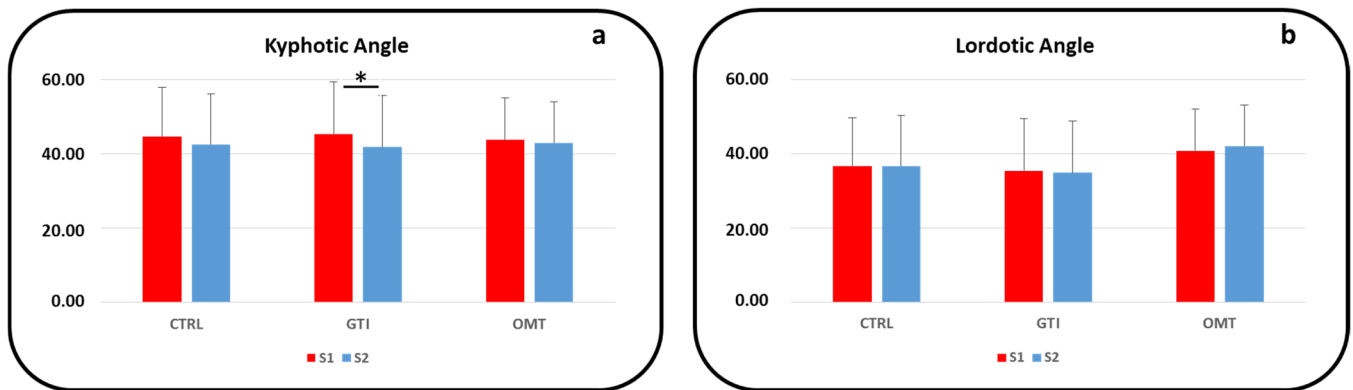 Kyphotic Angle
a
60.00
*
40.00
20.00
0.00
CTRL GTI OMT
S1 S2
Lordotic Angle
b
60.00
40.00
20.00
0.00
CTRL GTI OMT
S1 S2